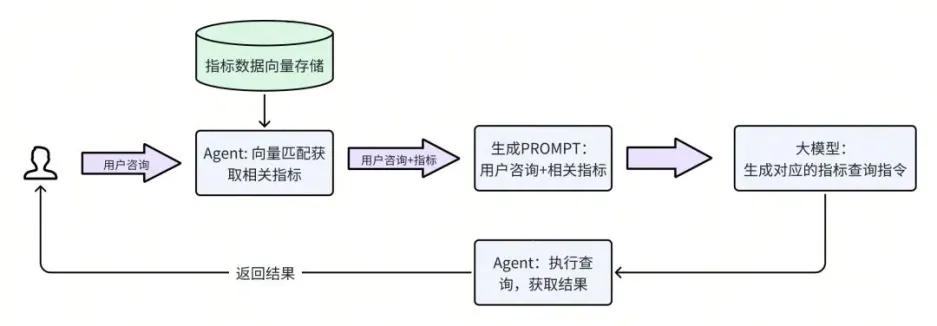 指标数据向量存储
用户咨询
Agent: 向量匹配获
取相关指标
用户咨询+指标
生成PROMPT：
用户咨询+相关指标
大模型：
生成对应的指标查询指令
返回结果
Agent：执行查
询，获取结果